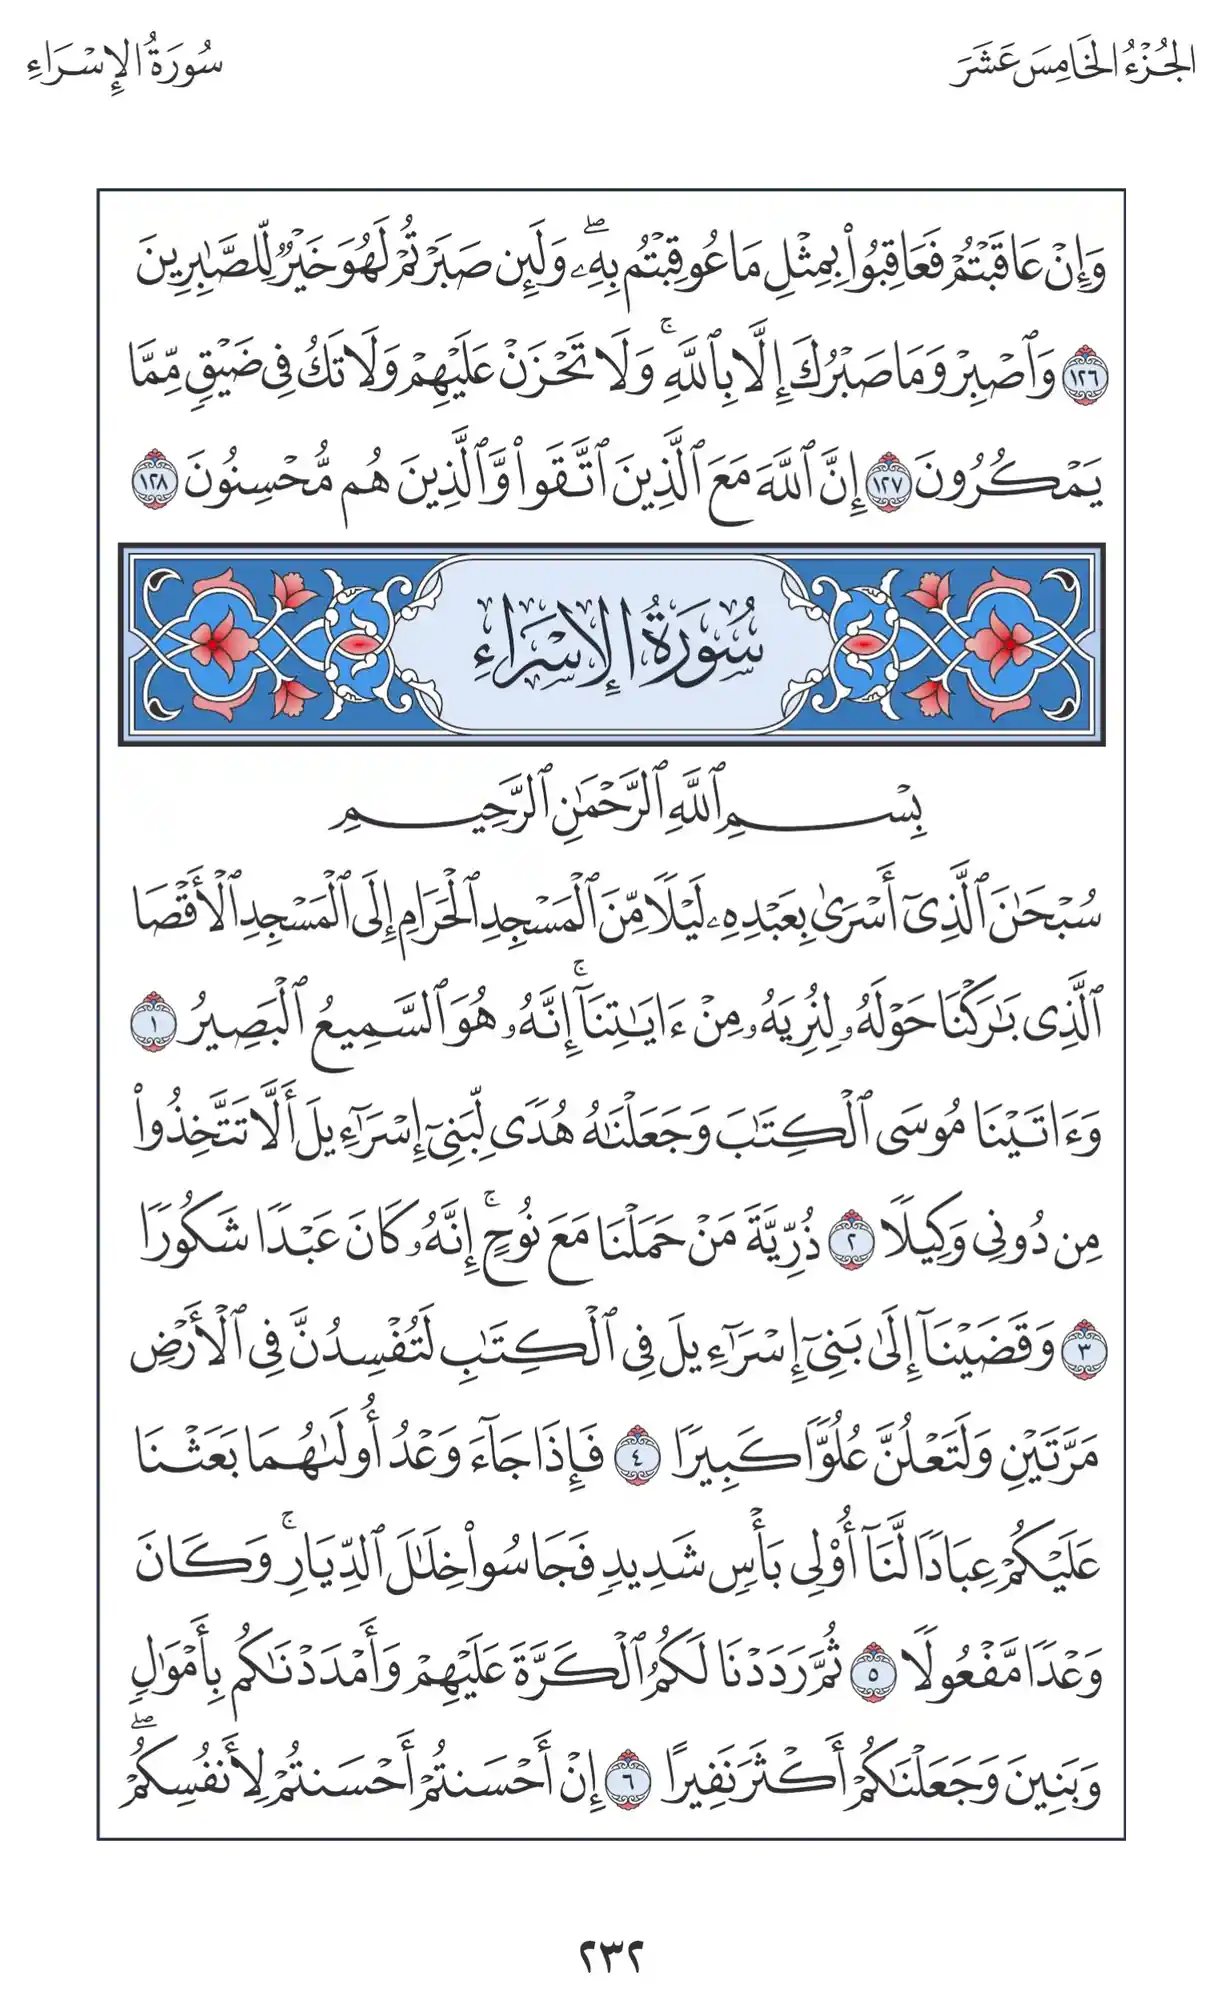 الجُزْءُ الخَامِسَ عَشَرَ
سُورَةُ الإِسْرَاءِ
وَإِنْ عَاقَبْتُمْ فَعَاقِبُوا۟ بِمِثْلِ مَا عُوقِبْتُم بِهِۦۖ وَلَئِن صَبَرْتُمْ لَهُوَ خَيْرٌ لِّلصَّٰبِرِينَ
١٢٦ وَٱصْبِرْ وَمَا صَبْرُكَ إِلَّا بِٱللَّهِۚ وَلَا تَحْزَنْ عَلَيْهِمْ وَلَا تَكُ فِى ضَيْقٍ مِّمَّا
يَمْكُرُونَ ١٢٧ إِنَّ ٱللَّهَ مَعَ ٱلَّذِينَ ٱتَّقَوا۟ وَّٱلَّذِينَ هُم مُّحْسِنُونَ ١٢٨
سُورَةُ الإِسْرَاءِ
بِسْمِ ٱللَّهِ ٱلرَّحْمَٰنِ ٱلرَّحِيمِ
سُبْحَٰنَ ٱلَّذِىٓ أَسْرَىٰ بِعَبْدِهِۦ لَيْلًا مِّنَ ٱلْمَسْجِدِ ٱلْحَرَامِ إِلَى ٱلْمَسْجِدِ ٱلْأَقْصَا
ٱلَّذِى بَٰرَكْنَا حَوْلَهُۥ لِنُرِيَهُۥ مِنْ ءَايَٰتِنَآۚ إِنَّهُۥ هُوَ ٱلسَّمِيعُ ٱلْبَصِيرُ ١
وَءَاتَيْنَا مُوسَى ٱلْكِتَٰبَ وَجَعَلْنَٰهُ هُدًى لِّبَنِىٓ إِسْرَٰٓءِيلَ أَلَّا تَتَّخِذُوا۟
مِن دُونِى وَكِيلًا ٢ ذُرِّيَّةَ مَنْ حَمَلْنَا مَعَ نُوحٍۚ إِنَّهُۥ كَانَ عَبْدًا شَكُورًا
٣ وَقَضَيْنَآ إِلَىٰ بَنِىٓ إِسْرَٰٓءِيلَ فِى ٱلْكِتَٰبِ لَتُفْسِدُنَّ فِى ٱلْأَرْضِ
مَرَّتَيْنِ وَلَتَعْلُنَّ عُلُوًّا كَبِيرًا ٤ فَإِذَا جَآءَ وَعْدُ أُولَىٰهُمَا بَعَثْنَا
عَلَيْكُمْ عِبَادًا لَّنَآ أُو۟لِى بَأْسٍ شَدِيدٍ فَجَاسُوا۟ خِلَٰلَ ٱلدِّيَارِۚ وَكَانَ
وَعْدًا مَّفْعُولًا ٥ ثُمَّ رَدَدْنَا لَكُمُ ٱلْكَرَّةَ عَلَيْهِمْ وَأَمْدَدْنَٰكُم بِأَمْوَٰلٍ
وَبَنِينَ وَجَعَلْنَٰكُمْ أَكْثَرَ نَفِيرًا ٦ إِنْ أَحْسَنتُمْ أَحْسَنتُمْ لِأَنفُسِكُمْۖ
٢٣٢